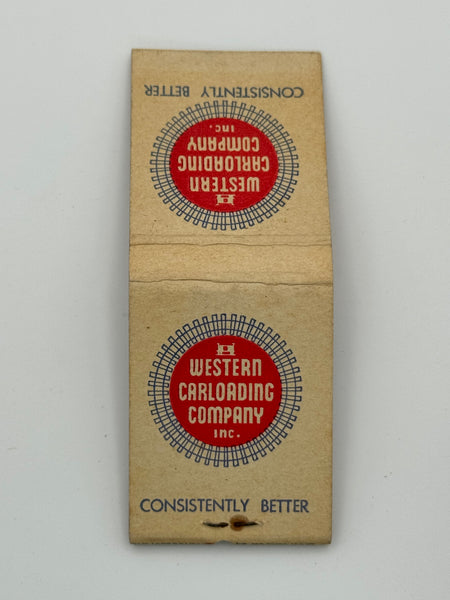 CONSISTENTLY BETTER
WESTERN
CARLOADING
COMPANY
INC.
WESTERN
CARLOADING
COMPANY
INC.
CONSISTENTLY BETTER